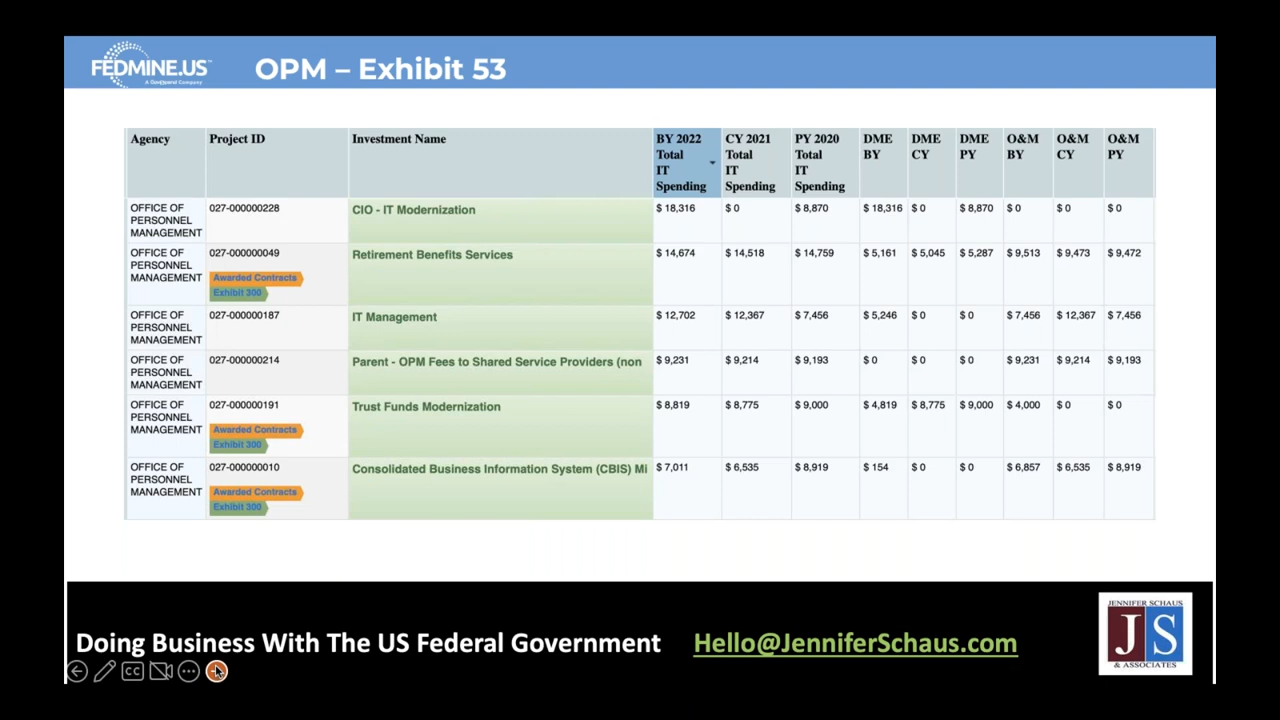 FEDMINE.US™
A GovSpend Company
OPM – Exhibit 53
Agency Project ID Investment Name BY 2022 Total IT Spending CY 2021 Total IT Spending PY 2020 Total IT Spending DME BY DME CY DME PY O&M BY O&M CY O&M PY
OFFICE OF PERSONNEL MANAGEMENT 027-000000228 CIO - IT Modernization $ 18,316 $ 0 $ 8,870 $ 18,316 $ 0 $ 8,870 $ 0 $ 0 $ 0
OFFICE OF PERSONNEL MANAGEMENT 027-000000049 Retirement Benefits Services $ 14,674 $ 14,518 $ 14,759 $ 5,161 $ 5,045 $ 5,287 $ 9,513 $ 9,473 $ 9,472
Awarded Contracts
Exhibit 300
OFFICE OF PERSONNEL MANAGEMENT 027-000000187 IT Management $ 12,702 $ 12,367 $ 7,456 $ 5,246 $ 0 $ 0 $ 7,456 $ 12,367 $ 7,456
OFFICE OF PERSONNEL MANAGEMENT 027-000000214 Parent - OPM Fees to Shared Service Providers (non $ 9,231 $ 9,214 $ 9,193 $ 0 $ 0 $ 0 $ 9,231 $ 9,214 $ 9,193
OFFICE OF PERSONNEL MANAGEMENT 027-000000191 Trust Funds Modernization $ 8,819 $ 8,775 $ 9,000 $ 4,819 $ 8,775 $ 9,000 $ 4,000 $ 0 $ 0
Awarded Contracts
Exhibit 300
OFFICE OF PERSONNEL MANAGEMENT 027-000000010 Consolidated Business Information System (CBIS) Mi $ 7,011 $ 6,535 $ 8,919 $ 154 $ 0 $ 0 $ 6,857 $ 6,535 $ 8,919
Awarded Contracts
Exhibit 300
Doing Business With The US Federal Government Hello@JenniferSchaus.com
JENNIFER SCHAUS
J S
& ASSOCIATES
CC